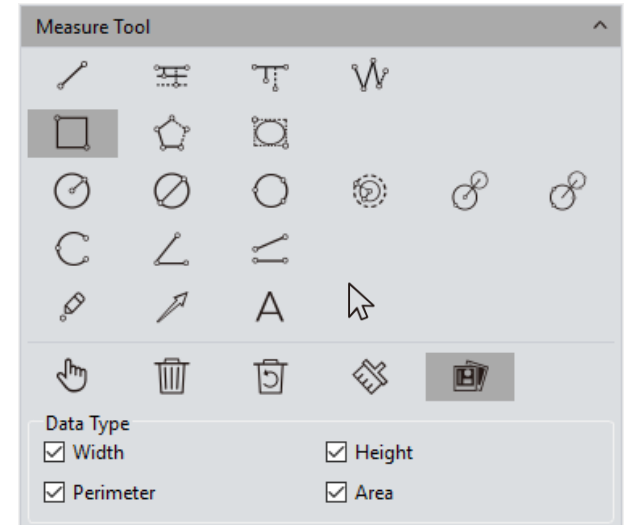 Measure Tool
A
Data Type
Width
Height
Perimeter
Area